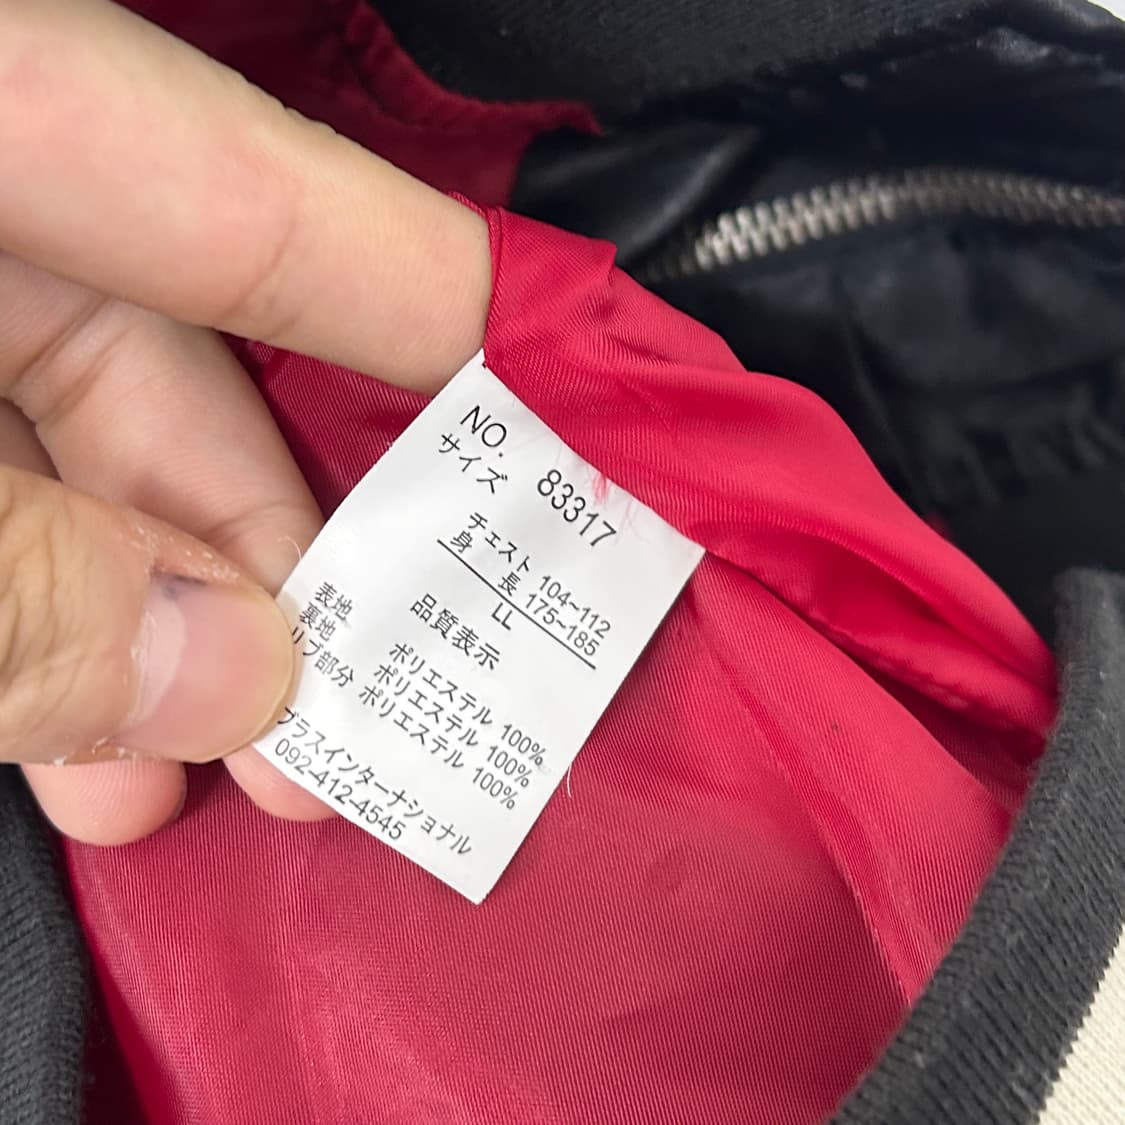 NO. 83317
サイズ
チェスト 104~112
身 長 175~185
LL
品質表示
表地 ポリエステル 100%
裏地 ポリエステル 100%
リブ部分 ポリエステル 100%
プラスインターナショナル
092-412-4545